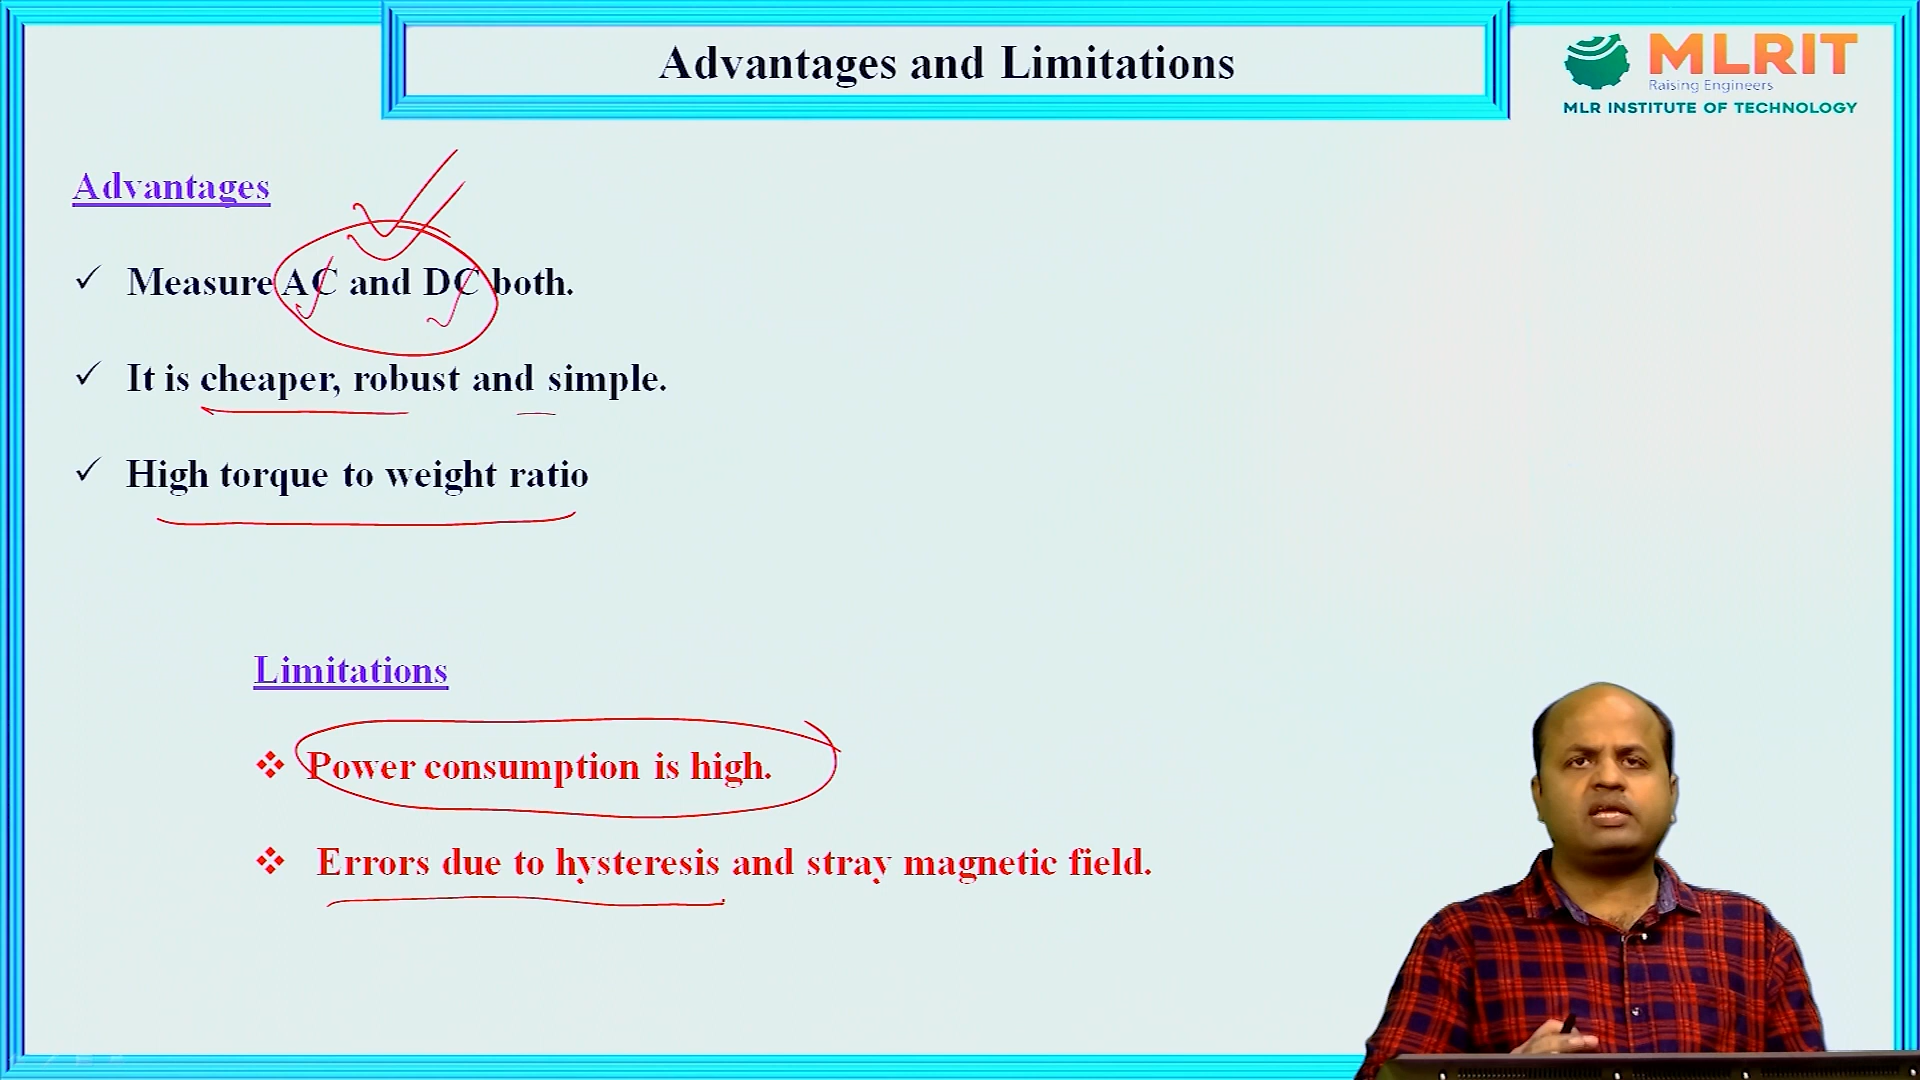 Advantages and Limitations
MLRIT
Raising Engineers
MLR INSTITUTE OF TECHNOLOGY
Advantages
✓ Measure AC and DC both.
✓ It is cheaper, robust and simple.
✓ High torque to weight ratio
Limitations
❖ Power consumption is high.
❖ Errors due to hysteresis and stray magnetic field.